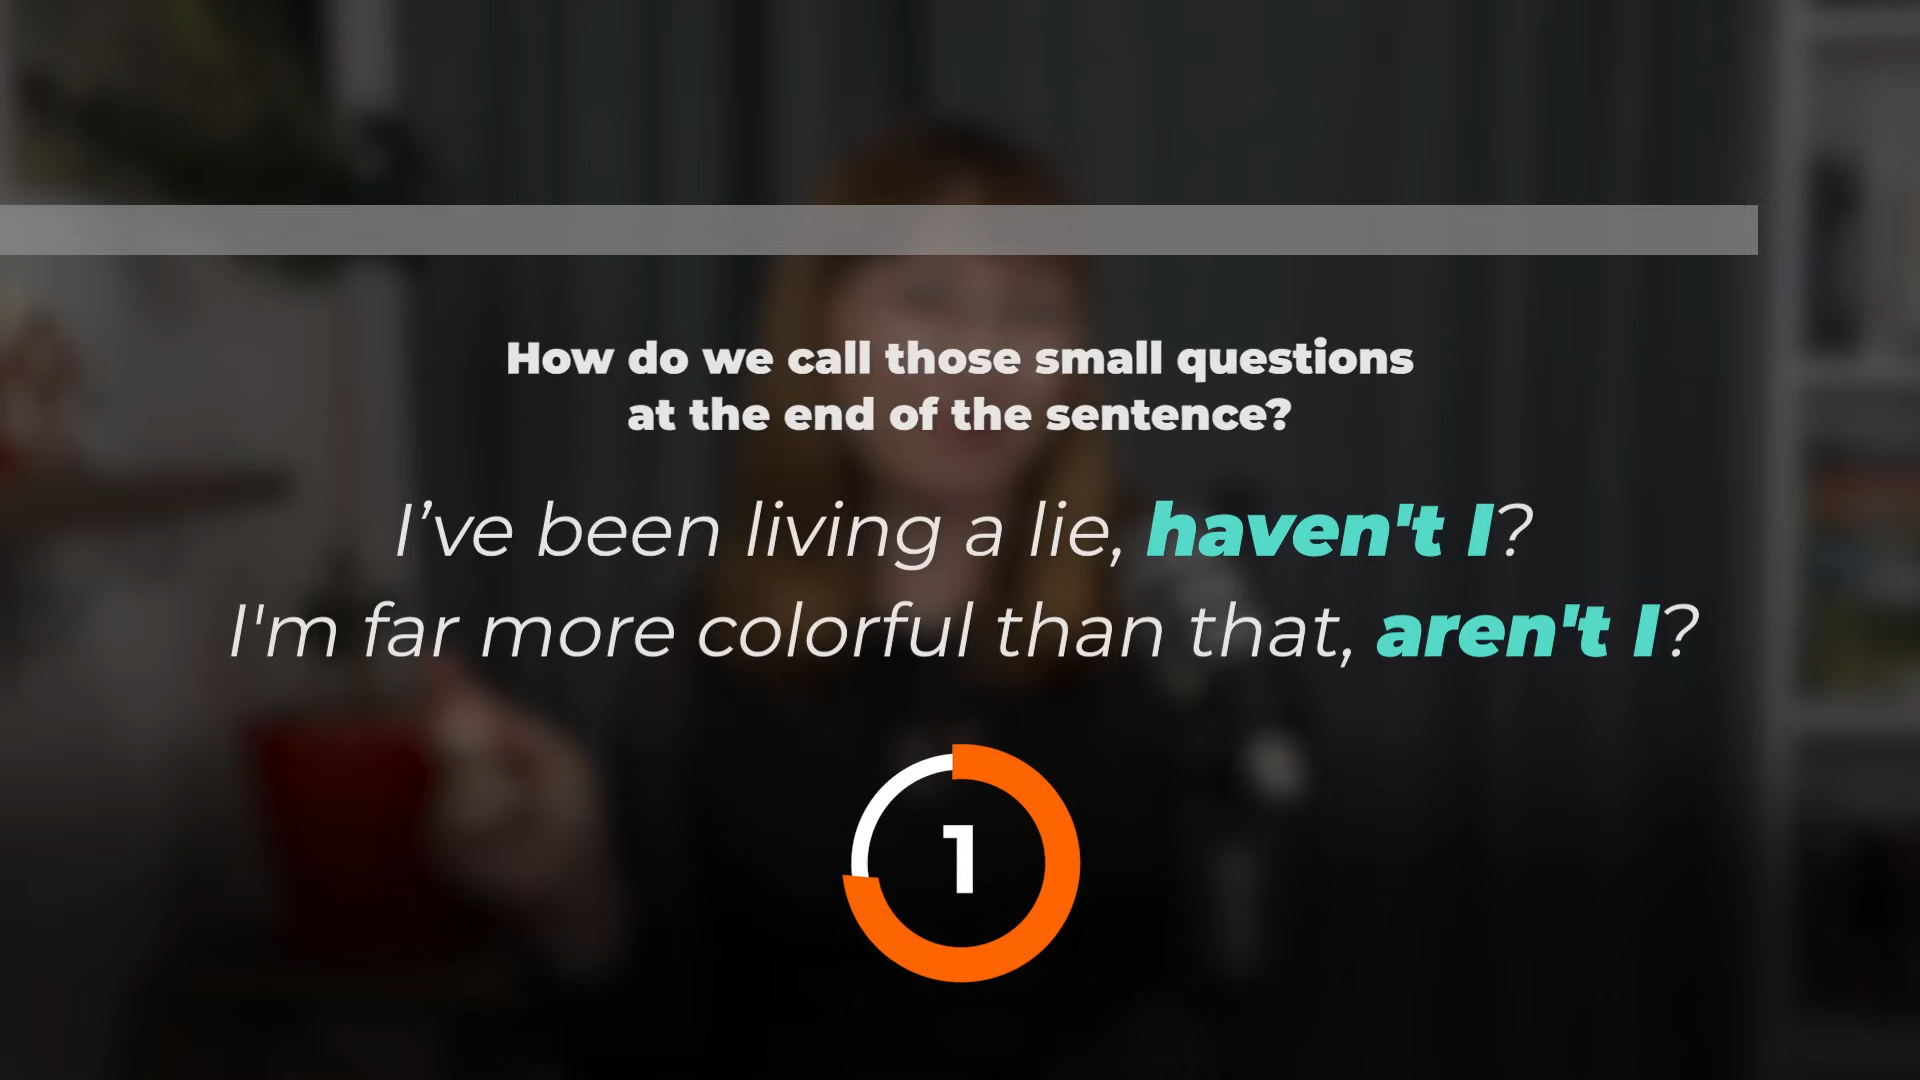 How do we call those small questions
at the end of the sentence?
I’ve been living a lie, haven't I?
I'm far more colorful than that, aren't I?
1